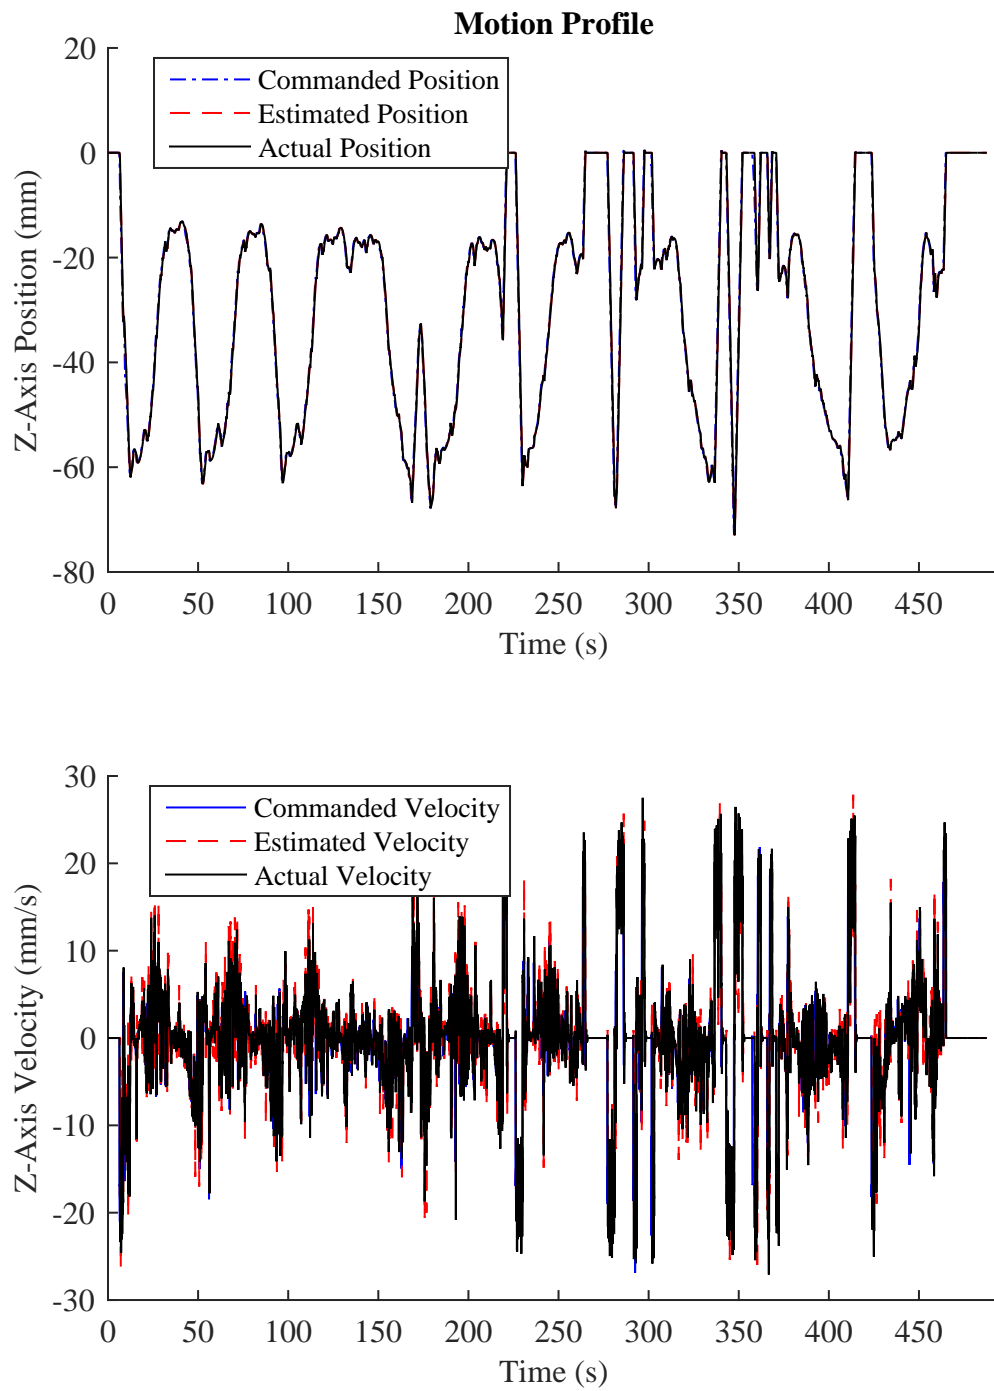 Motion Profile
20
0
-20
-40
-60
-80
Z-Axis Position (mm)
Commanded Position
Estimated Position
Actual Position
0 50 100 150 200 250 300 350 400 450
Time (s)
30
20
10
0
-10
-20
-30
Z-Axis Velocity (mm/s)
Commanded Velocity
Estimated Velocity
Actual Velocity
0 50 100 150 200 250 300 350 400 450
Time (s)